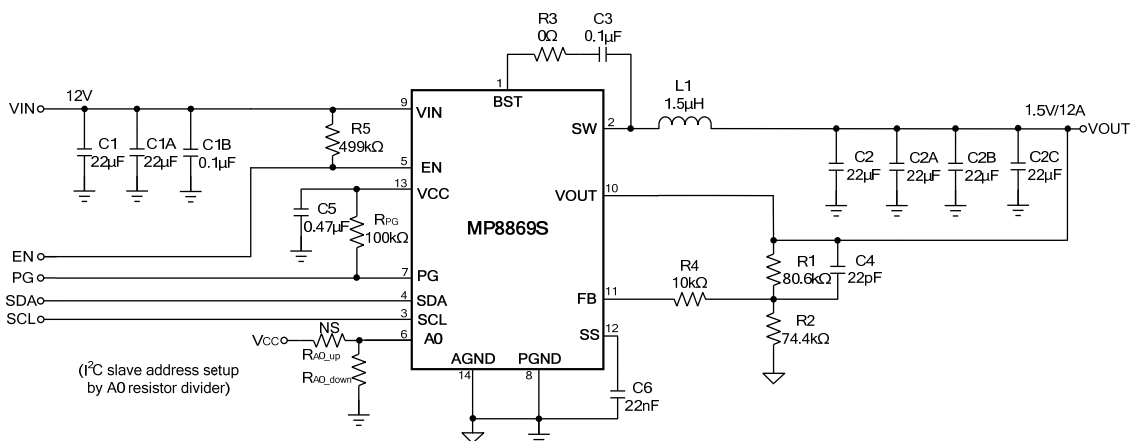 R3
0Ω
C3
0.1µF
1
BST
VIN
12V
9
VIN
C1
22µF
C1A
22µF
C1B
0.1µF
R5
499kΩ
5
EN
13
VCC
C5
0.47µF
RPG
100kΩ
EN
PG
7
PG
SDA
4
SDA
SCL
3
SCL
6
A0
VCC
NS
RAO_up
RAO_down
(I²C slave address setup
by A0 resistor divider)
MP8869S
SW
2
L1
1.5µH
1.5V/12A
VOUT
C2
22µF
C2A
22µF
C2B
22µF
C2C
22µF
VOUT
10
R1
80.6kΩ
C4
22pF
R4
10kΩ
FB
11
R2
74.4kΩ
SS
12
C6
22nF
AGND
14
PGND
8